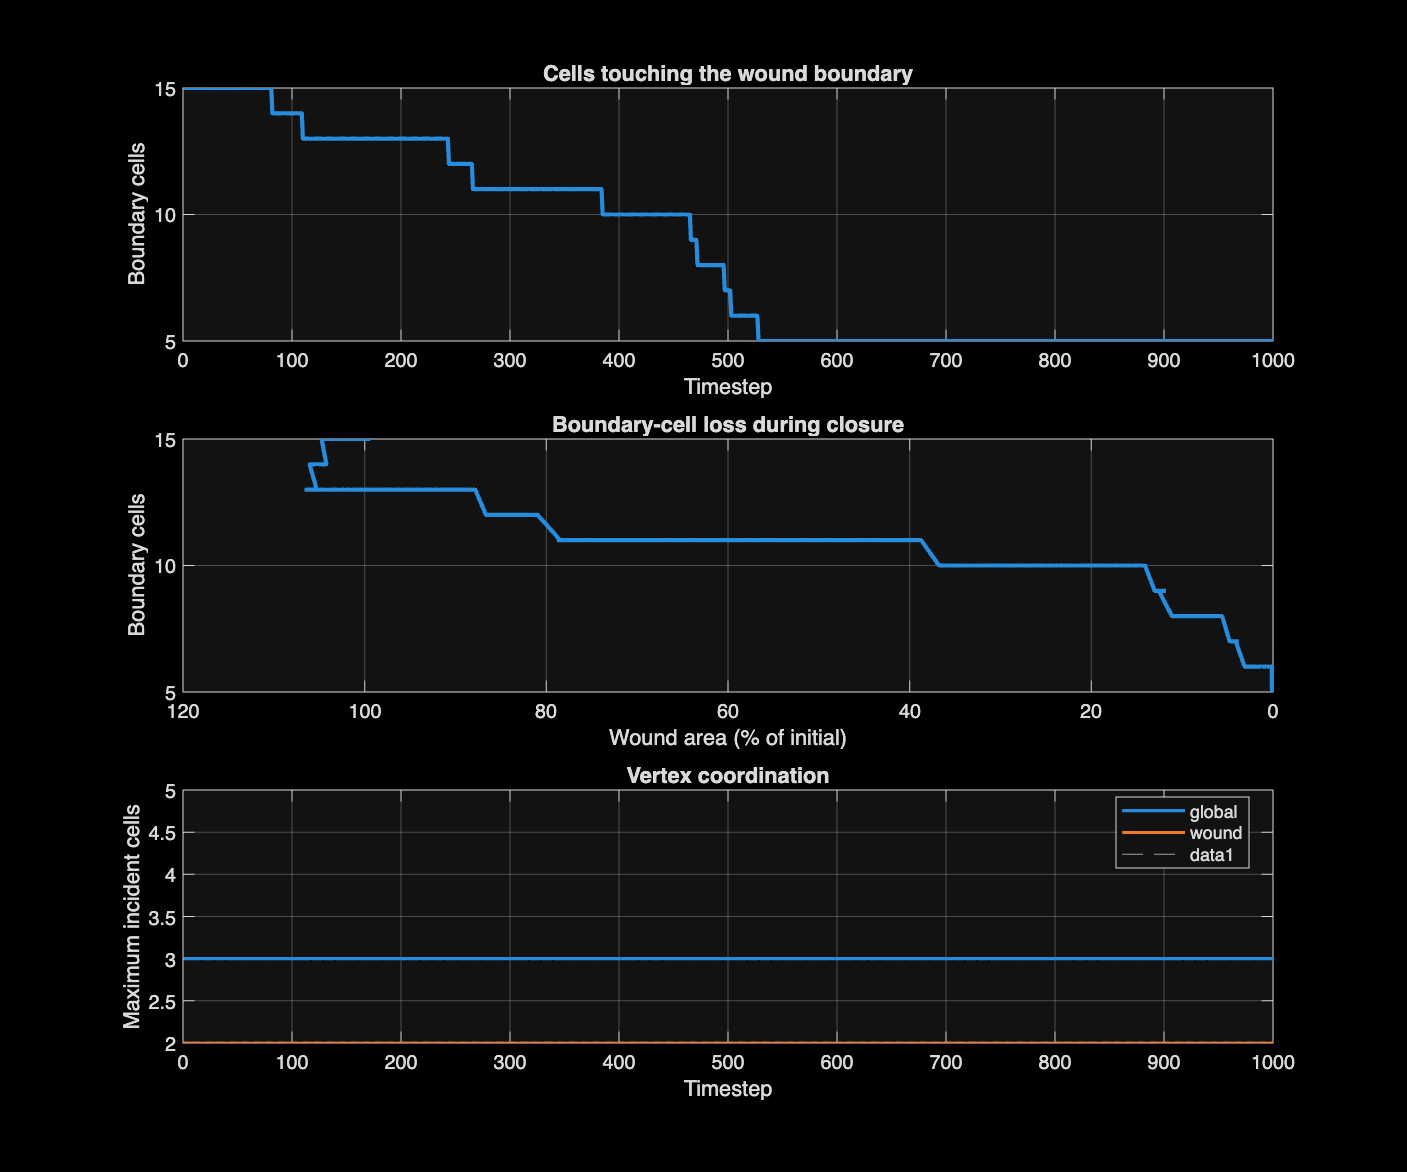 Cells touching the wound boundary
15
10
5
Boundary cells
0 100 200 300 400 500 600 700 800 900 1000
Timestep
Boundary-cell loss during closure
15
10
5
Boundary cells
120 100 80 60 40 20 0
Wound area (% of initial)
Vertex coordination
5
4.5
4
3.5
3
2.5
2
Maximum incident cells
global
wound
data1
0 100 200 300 400 500 600 700 800 900 1000
Timestep